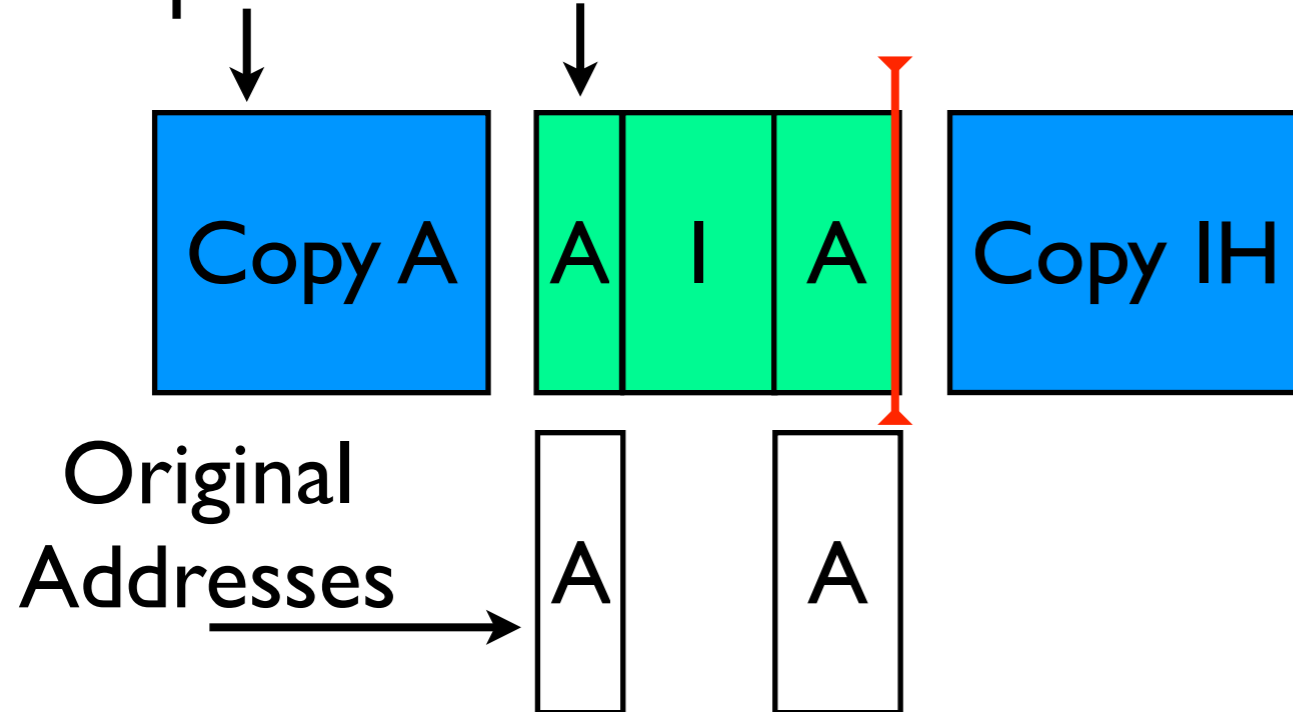 Copy A
A I A
Copy IH
Original
Addresses
A A